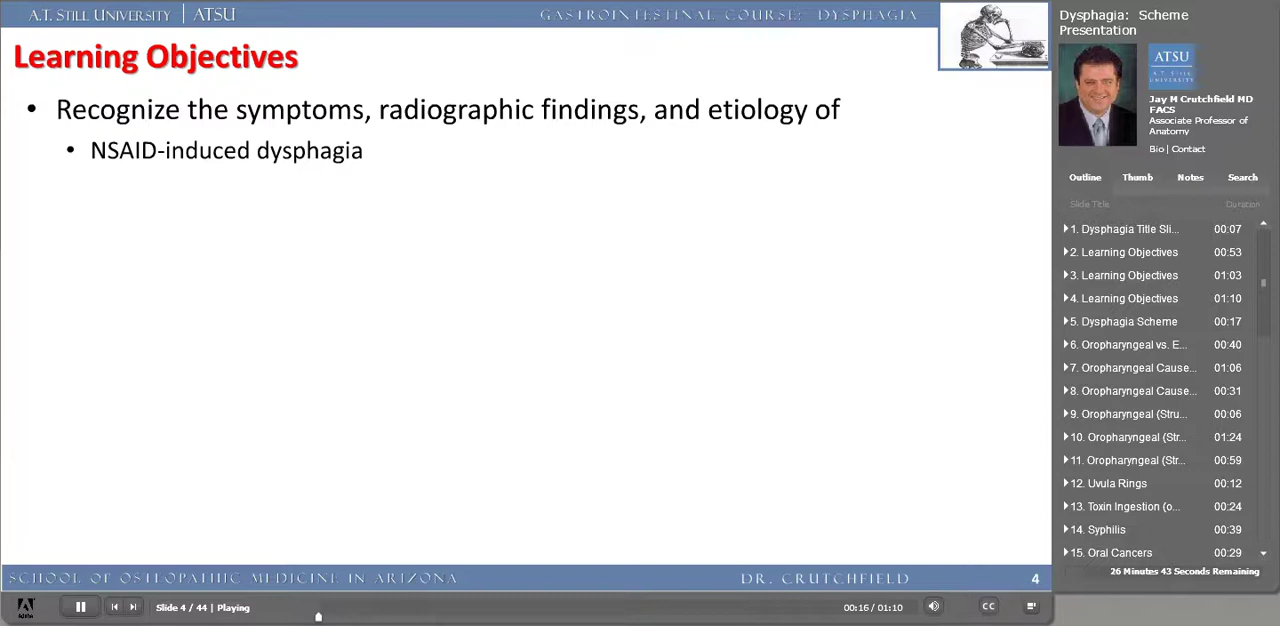 A.T. STILL UNIVERSITY | ATSU
GASTROINTESTINAL COURSE: DYSPHAGIA
Learning Objectives
• Recognize the symptoms, radiographic findings, and etiology of
• NSAID-induced dysphagia
SCHOOL OF OSTEOPATHIC MEDICINE IN ARIZONA
DR. CRUTCHFIELD
4
Dysphagia: Scheme
Presentation
ATSU
A.T. STILL
UNIVERSITY
Jay M Crutchfield MD
FACS
Associate Professor of
Anatomy
Bio | Contact
Outline Thumb Notes Search
Slide Title Duration
1. Dysphagia Title Sli... 00:07
2. Learning Objectives 00:53
3. Learning Objectives 01:03
4. Learning Objectives 01:10
5. Dysphagia Scheme 00:17
6. Oropharyngeal vs. E... 00:40
7. Oropharyngeal Cause... 01:06
8. Oropharyngeal Cause... 00:31
9. Oropharyngeal (Stru... 00:06
10. Oropharyngeal (Str... 01:24
11. Oropharyngeal (Str... 00:59
12. Uvula Rings 00:12
13. Toxin Ingestion (o... 00:24
14. Syphilis 00:39
15. Oral Cancers 00:29
26 Minutes 43 Seconds Remaining
Adobe
Slide 4 / 44 | Playing
00:16 / 01:10
CC